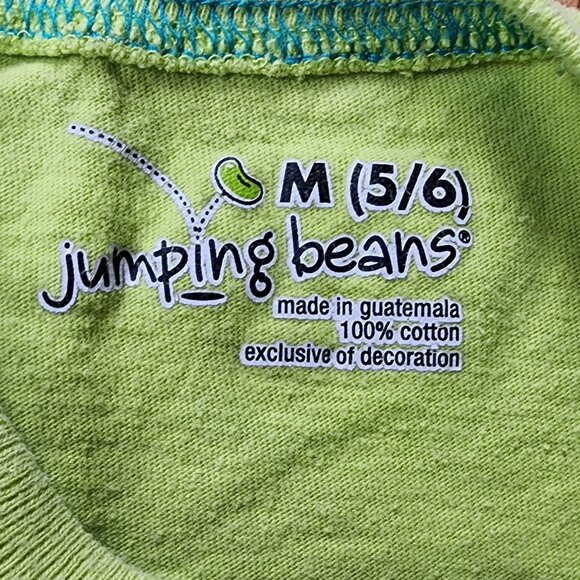 M (5/6)
jumping beans®
made in guatemala
100% cotton
exclusive of decoration